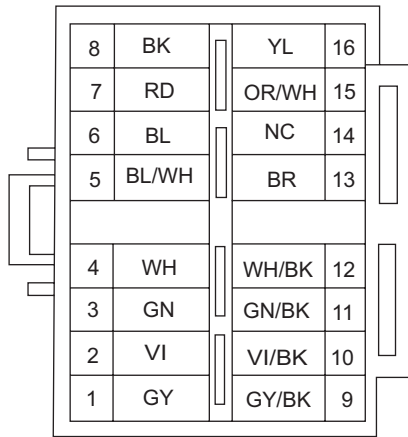 8 BK YL 16
7 RD OR/WH 15
6 BL NC 14
5 BL/WH BR 13
4 WH WH/BK 12
3 GN GN/BK 11
2 VI VI/BK 10
1 GY GY/BK 9